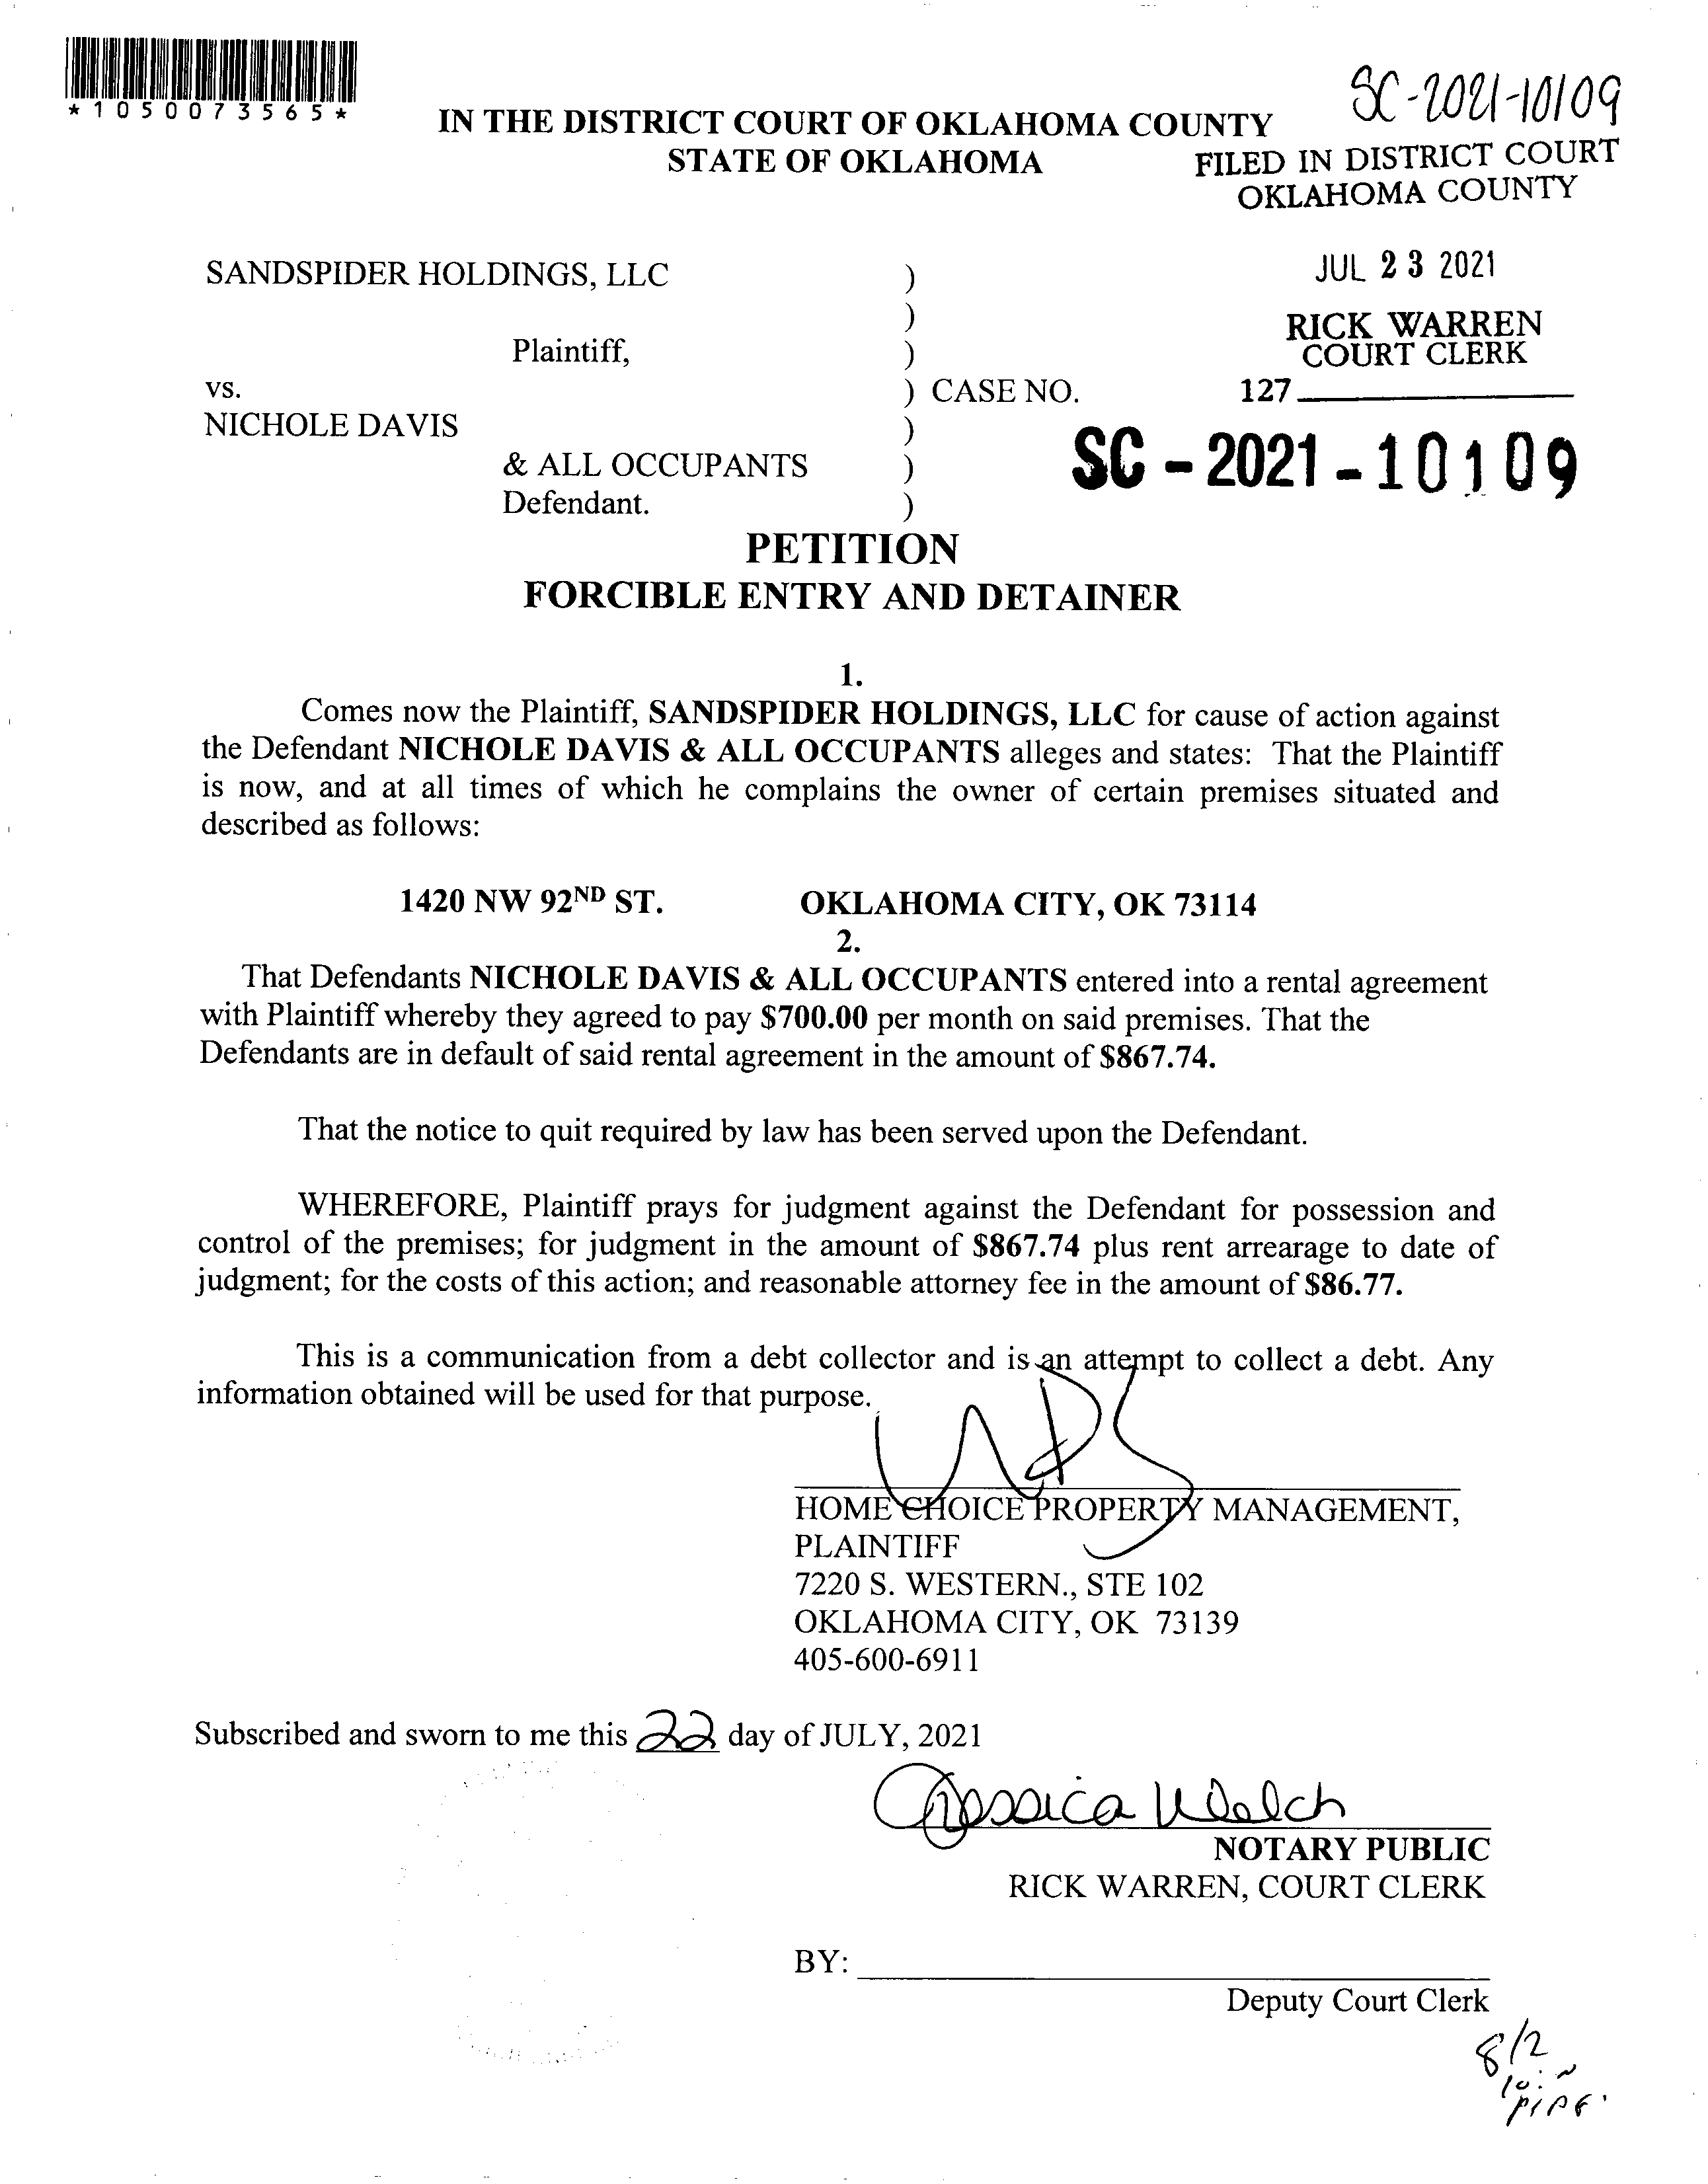 *1050073565*
SC-2021-10109
IN THE DISTRICT COURT OF OKLAHOMA COUNTY
STATE OF OKLAHOMA
FILED IN DISTRICT COURT
OKLAHOMA COUNTY
JUL 23 2021
RICK WARREN
COURT CLERK
127
SANDSPIDER HOLDINGS, LLC )
)
Plaintiff, )
vs. ) CASE NO.
NICHOLE DAVIS )
& ALL OCCUPANTS )
Defendant. )
SC-2021-10109
PETITION
FORCIBLE ENTRY AND DETAINER
1.
Comes now the Plaintiff, SANDSPIDER HOLDINGS, LLC for cause of action against
the Defendant NICHOLE DAVIS & ALL OCCUPANTS alleges and states: That the Plaintiff
is now, and at all times of which he complains the owner of certain premises situated and
described as follows:
1420 NW 92ND ST. OKLAHOMA CITY, OK 73114
2.
That Defendants NICHOLE DAVIS & ALL OCCUPANTS entered into a rental agreement
with Plaintiff whereby they agreed to pay $700.00 per month on said premises. That the
Defendants are in default of said rental agreement in the amount of $867.74.
That the notice to quit required by law has been served upon the Defendant.
WHEREFORE, Plaintiff prays for judgment against the Defendant for possession and
control of the premises; for judgment in the amount of $867.74 plus rent arrearage to date of
judgment; for the costs of this action; and reasonable attorney fee in the amount of $86.77.
This is a communication from a debt collector and is an attempt to collect a debt. Any
information obtained will be used for that purpose.
HOME CHOICE PROPERTY MANAGEMENT,
PLAINTIFF
7220 S. WESTERN., STE 102
OKLAHOMA CITY, OK 73139
405-600-6911
Subscribed and sworn to me this 22 day of JULY, 2021
Jessica Welch
NOTARY PUBLIC
RICK WARREN, COURT CLERK
BY:
Deputy Court Clerk
8/2